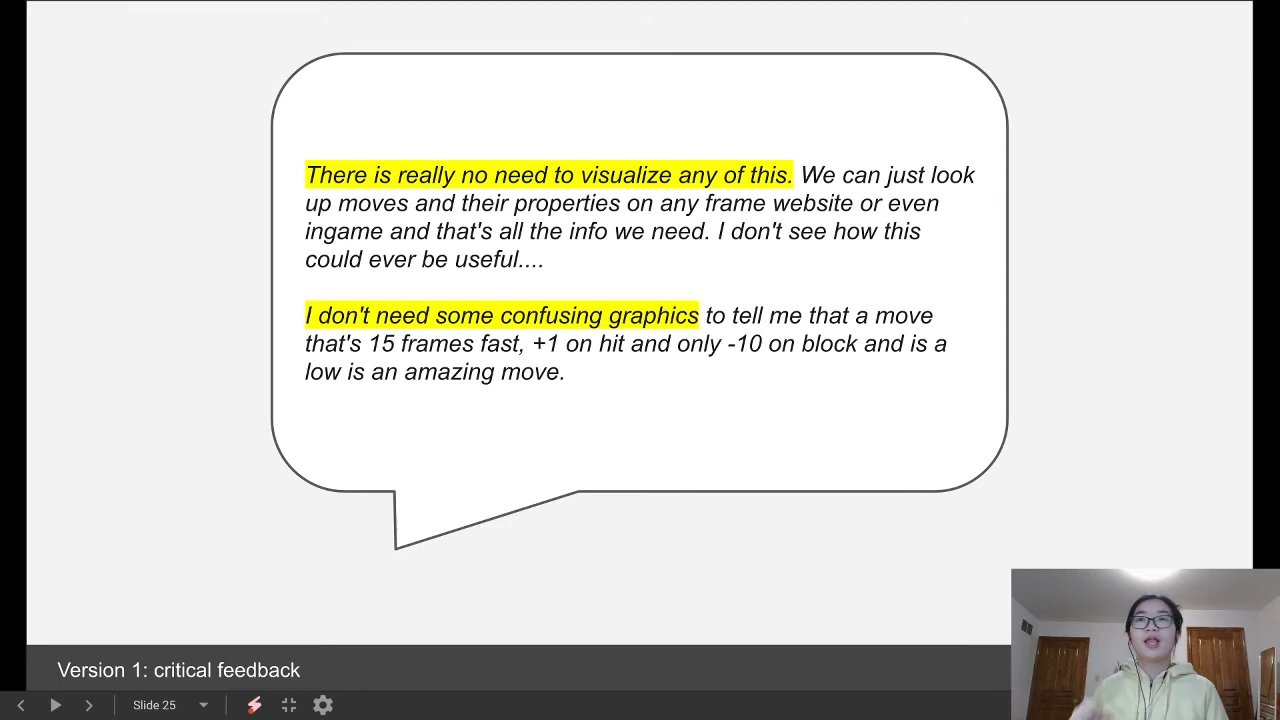 There is really no need to visualize any of this. We can just look
up moves and their properties on any frame website or even
ingame and that's all the info we need. I don't see how this
could ever be useful....
I don't need some confusing graphics to tell me that a move
that's 15 frames fast, +1 on hit and only -10 on block and is a
low is an amazing move.
Version 1: critical feedback
Slide 25